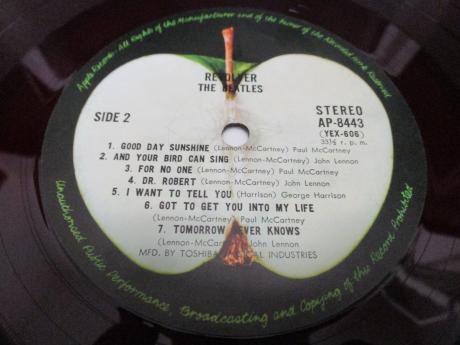 Apple Records. All Rights of the Manufacturer and of the Owner of the Recorded Work Reserved
REVOLVER
THE BEATLES
SIDE 2
STEREO
AP-8443
(YEX-606)
33⅓ r. p. m.
1. GOOD DAY SUNSHINE (Lennon-McCartney) Paul McCartney
2. AND YOUR BIRD CAN SING (Lennon-McCartney) John Lennon
3. FOR NO ONE (Lennon-McCartney) Paul McCartney
4. DR. ROBERT (Lennon-McCartney) John Lennon
5. I WANT TO TELL YOU (Harrison) George Harrison
6. GOT TO GET YOU INTO MY LIFE
(Lennon-McCartney) Paul McCartney
7. TOMORROW NEVER KNOWS
(Lennon-McCartney) John Lennon
MFD. BY TOSHIBA MUSICAL INDUSTRIES
Unauthorized Public Performance, Broadcasting and Copying of this Record Prohibited